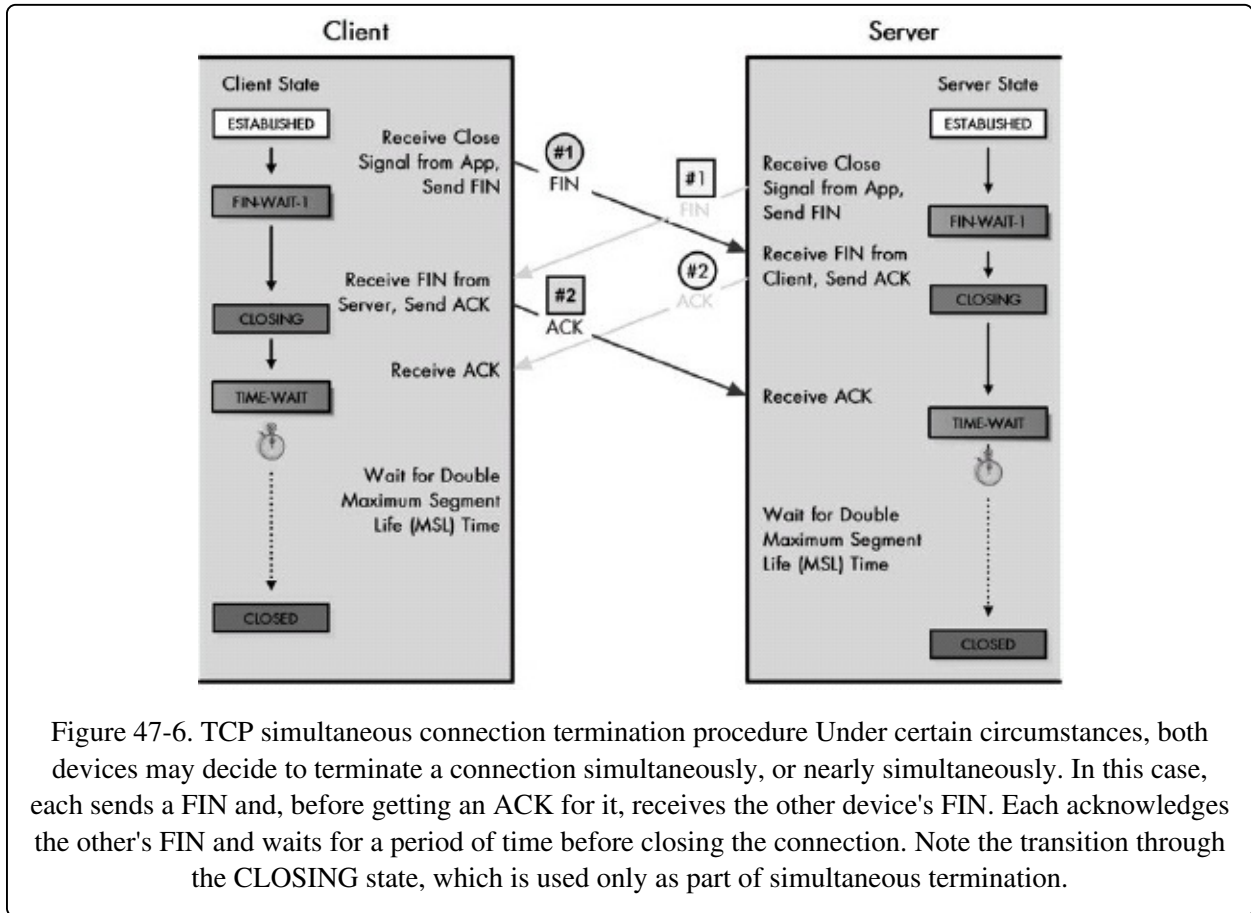 Client
Server
Client State
ESTABLISHED
Receive Close
Signal from App,
Send FIN
#1
FIN
FIN-WAIT-1
Receive FIN from
Server, Send ACK
#2
ACK
CLOSING
Receive ACK
TIME-WAIT
Wait for Double
Maximum Segment
Life (MSL) Time
CLOSED
Server State
ESTABLISHED
#1
FIN
Receive Close
Signal from App,
Send FIN
FIN-WAIT-1
#2
ACK
Receive FIN from
Client, Send ACK
CLOSING
Receive ACK
TIME-WAIT
Wait for Double
Maximum Segment
Life (MSL) Time
CLOSED
Figure 47-6. TCP simultaneous connection termination procedure Under certain circumstances, both
devices may decide to terminate a connection simultaneously, or nearly simultaneously. In this case,
each sends a FIN and, before getting an ACK for it, receives the other device's FIN. Each acknowledges
the other's FIN and waits for a period of time before closing the connection. Note the transition through
the CLOSING state, which is used only as part of simultaneous termination.